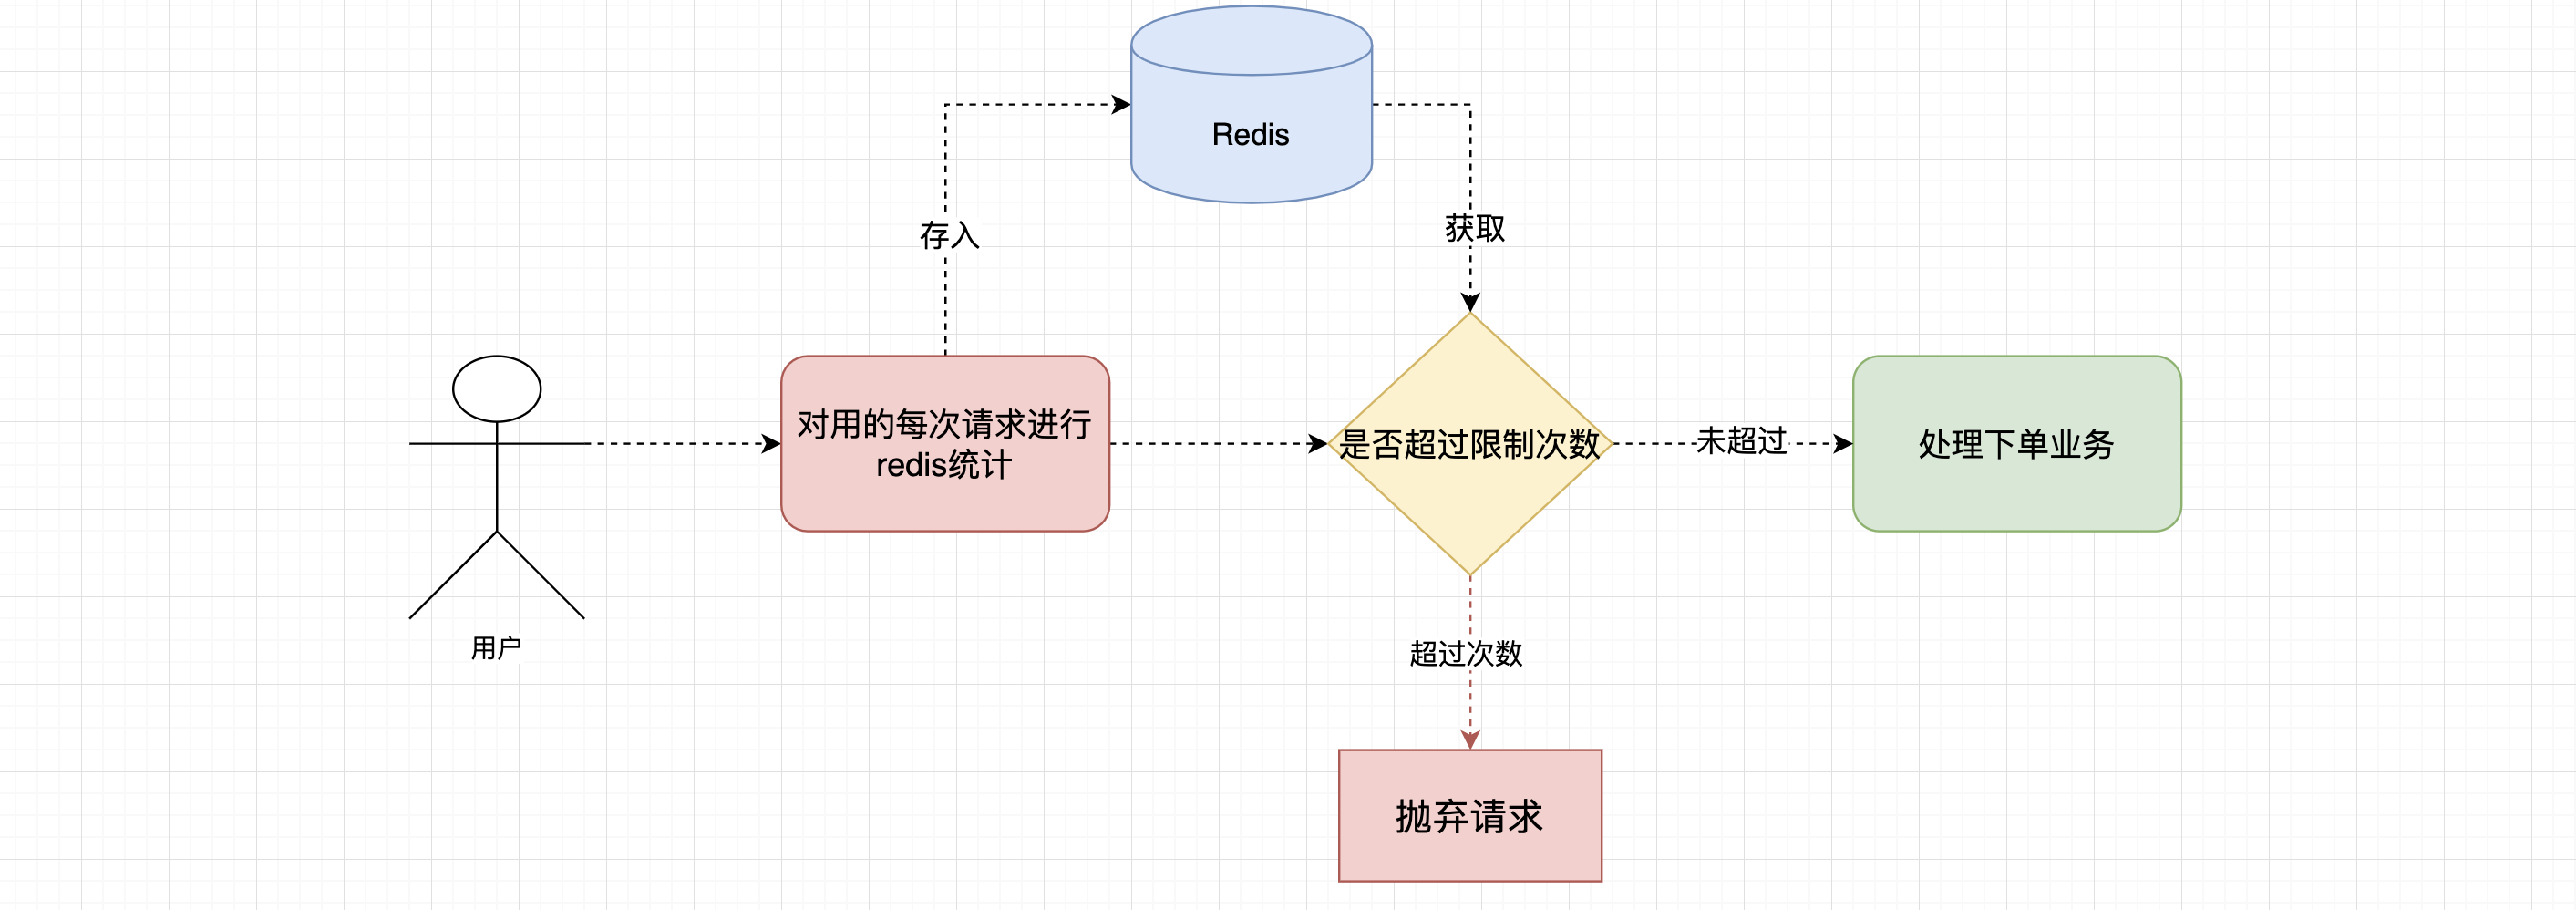 Redis
存入
获取
对用的每次请求进行
redis统计
是否超过限制次数
未超过
处理下单业务
用户
超过次数
抛弃请求